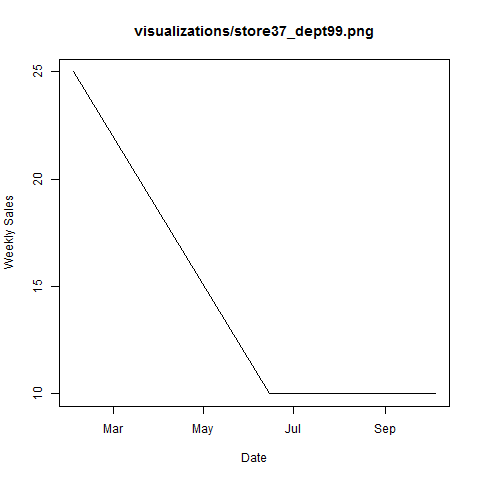 visualizations/store37_dept99.png
Weekly Sales
25
20
15
10
Mar May Jul Sep
Date